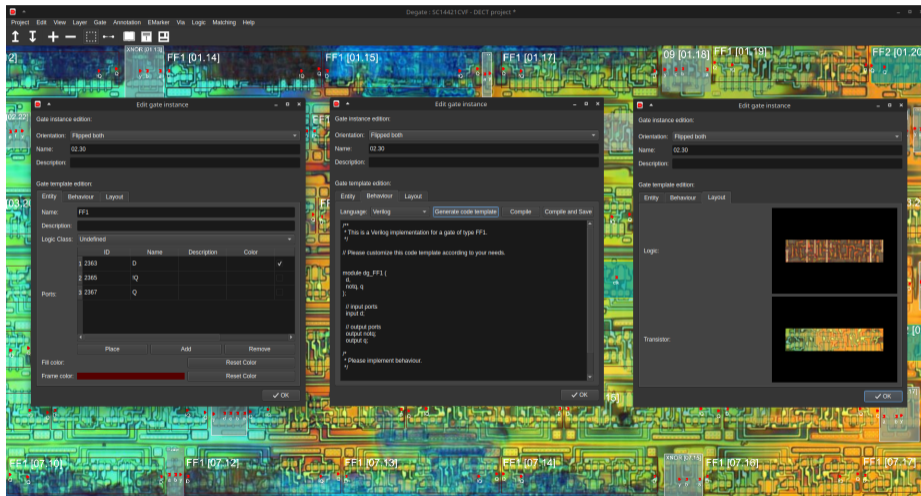 Degate : SC14421CVF - DECT project *
Project Edit View Layer Gate Annotation EMarker Via Logic Matching Help
XNOR [01.13]
FF1 [01.14]
FF1 [01.15]
FF1 [01.17]
09 [01.18]
FF1 [01.19]
FF2 [01.20
Edit gate instance
Gate instance edition:
Orientation: Flipped both
Name: 02.30
Description:
Gate template edition:
Entity Behaviour Layout
Name: FF1
Description:
Logic Class: Undefined
ID Name Description Color
1 2363 D ✓
2 2365 !Q
3 2367 Q
Ports:
Place Add Remove
Fill color: Reset Color
Frame color: Reset Color
OK
Edit gate instance
Gate instance edition:
Orientation: Flipped both
Name: 02.30
Description:
Gate template edition:
Entity Behaviour Layout
Language: Verilog Generate code template Compile Compile and Save
/**
* This is a Verilog implementation for a gate of type FF1.
*/
// Please customize this code template according to your needs.
module dg_FF1 (
d,
notq, q
);
// input ports
input d;
// output ports
output notq;
output q;
/*
* Please implement behaviour.
*/
OK
Edit gate instance
Gate instance edition:
Orientation: Flipped both
Name: 02.30
Description:
Gate template edition:
Entity Behaviour Layout
Logic:
Transistor:
OK
FF1 [07.10]
FF1 [07.12]
FF1 [07.13]
FF1 [07.14]
FF1 [07.16]